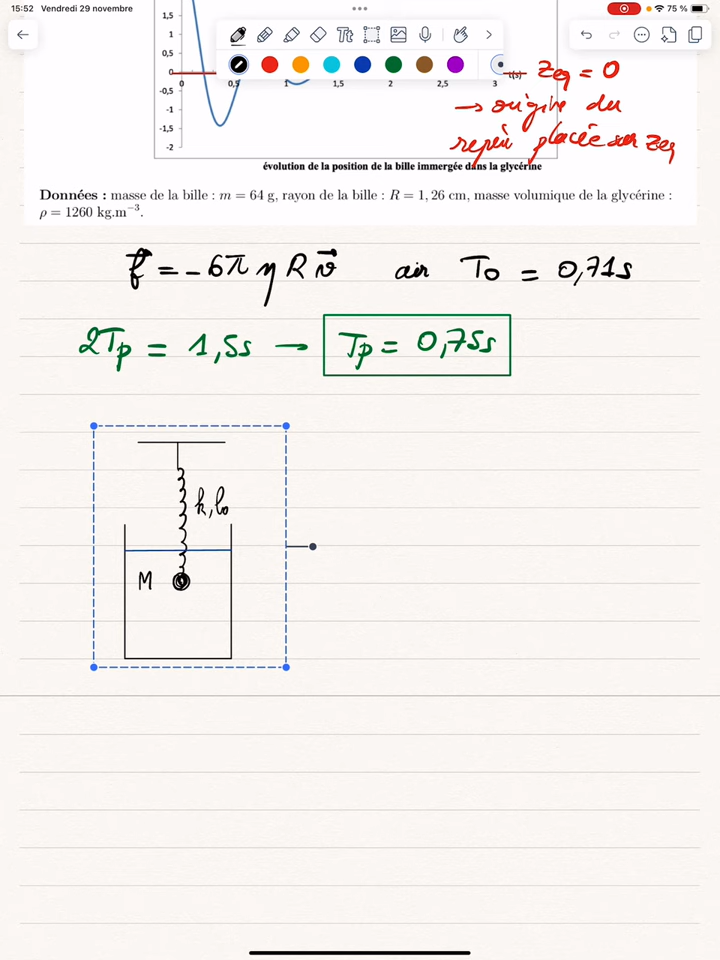 15:52 Vendredi 29 novembre
75 %
1,5
1
0,5
0
-0,5
-1
-1,5
-2
0
0,5
1
1,5
2
2,5
3
t(s)
Zeq = 0
→ origine du
repère placée sur Zeq
évolution de la position de la bille immergée dans la glycérine
Données : masse de la bille : m = 64 g, rayon de la bille : R = 1, 26 cm, masse volumique de la glycérine :
ρ = 1260 kg.m⁻³.
f⃗ = -6π η R v⃗ air T₀ = 0,71s
2Tp = 1,5s → Tp = 0,75s
k, l₀
M